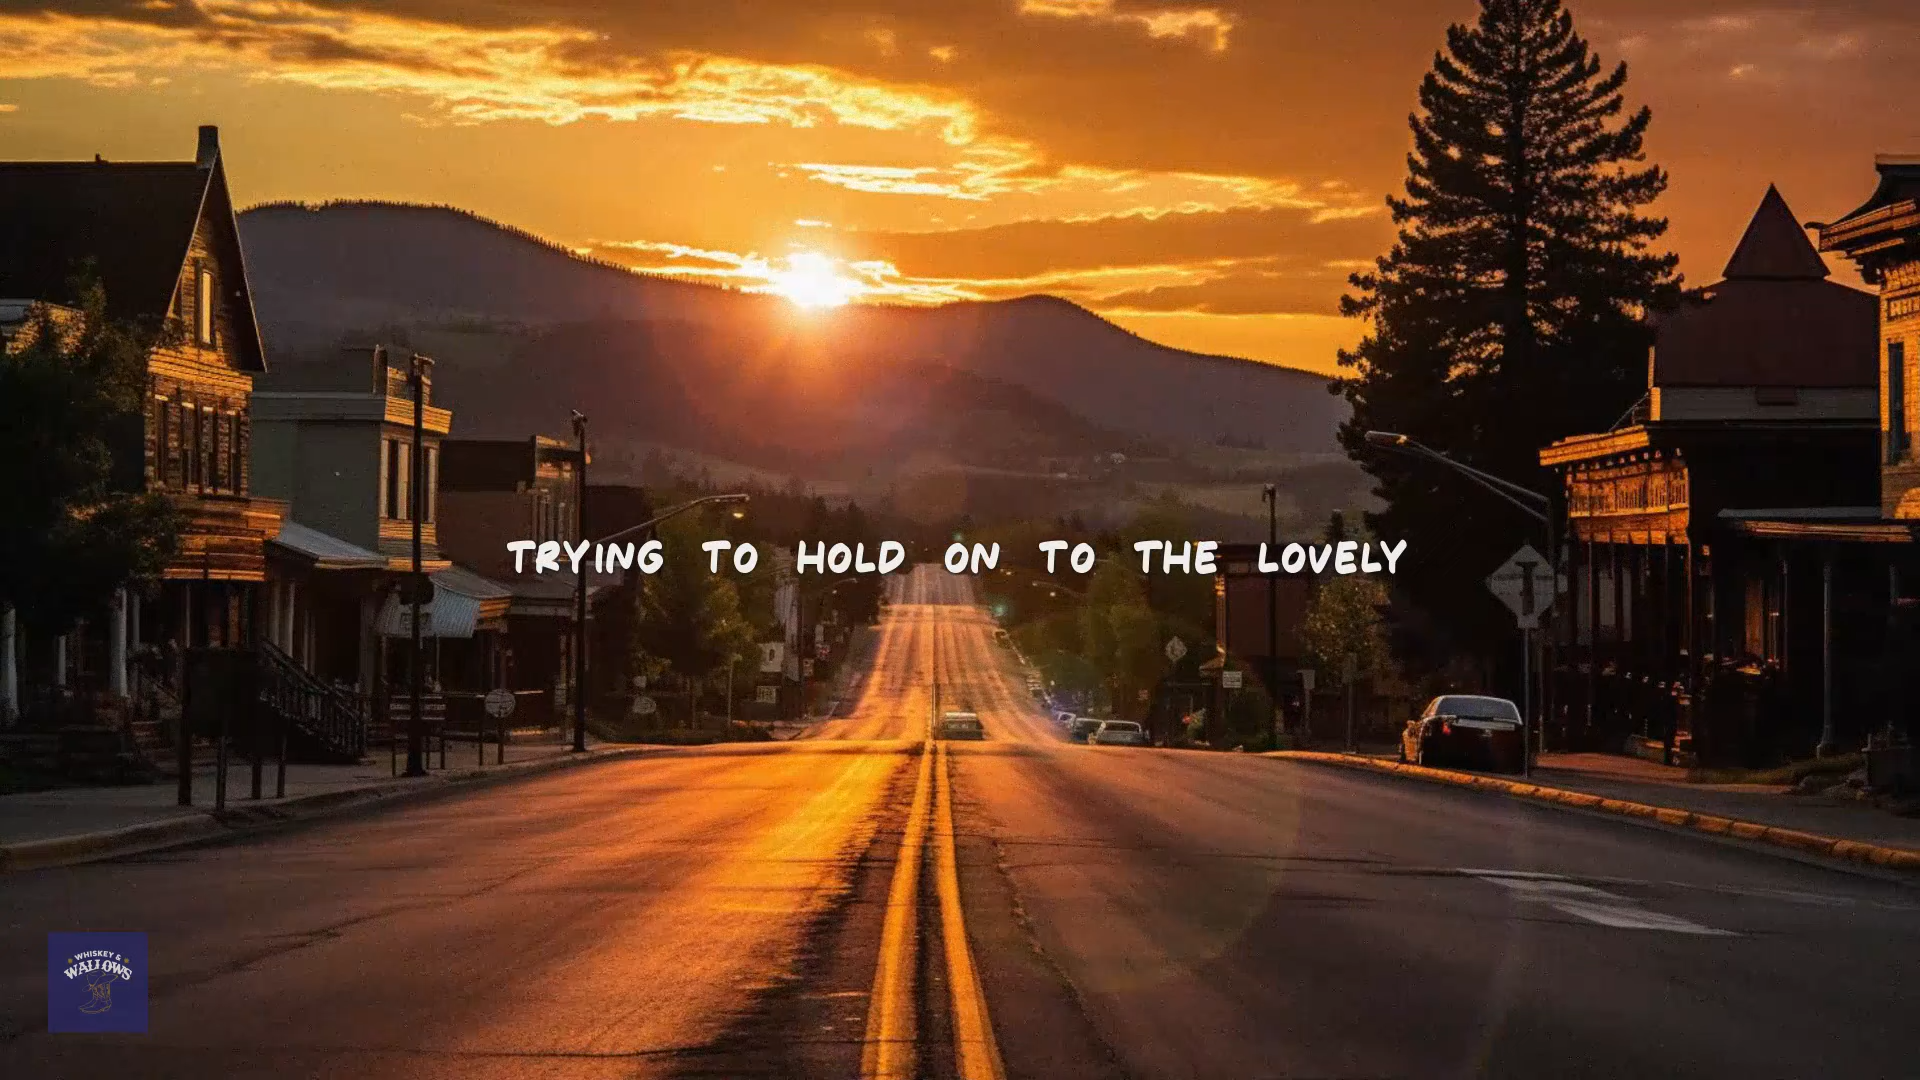 TRYING TO HOLD ON TO THE LOVELY
WHISKEY &
WALLOWS